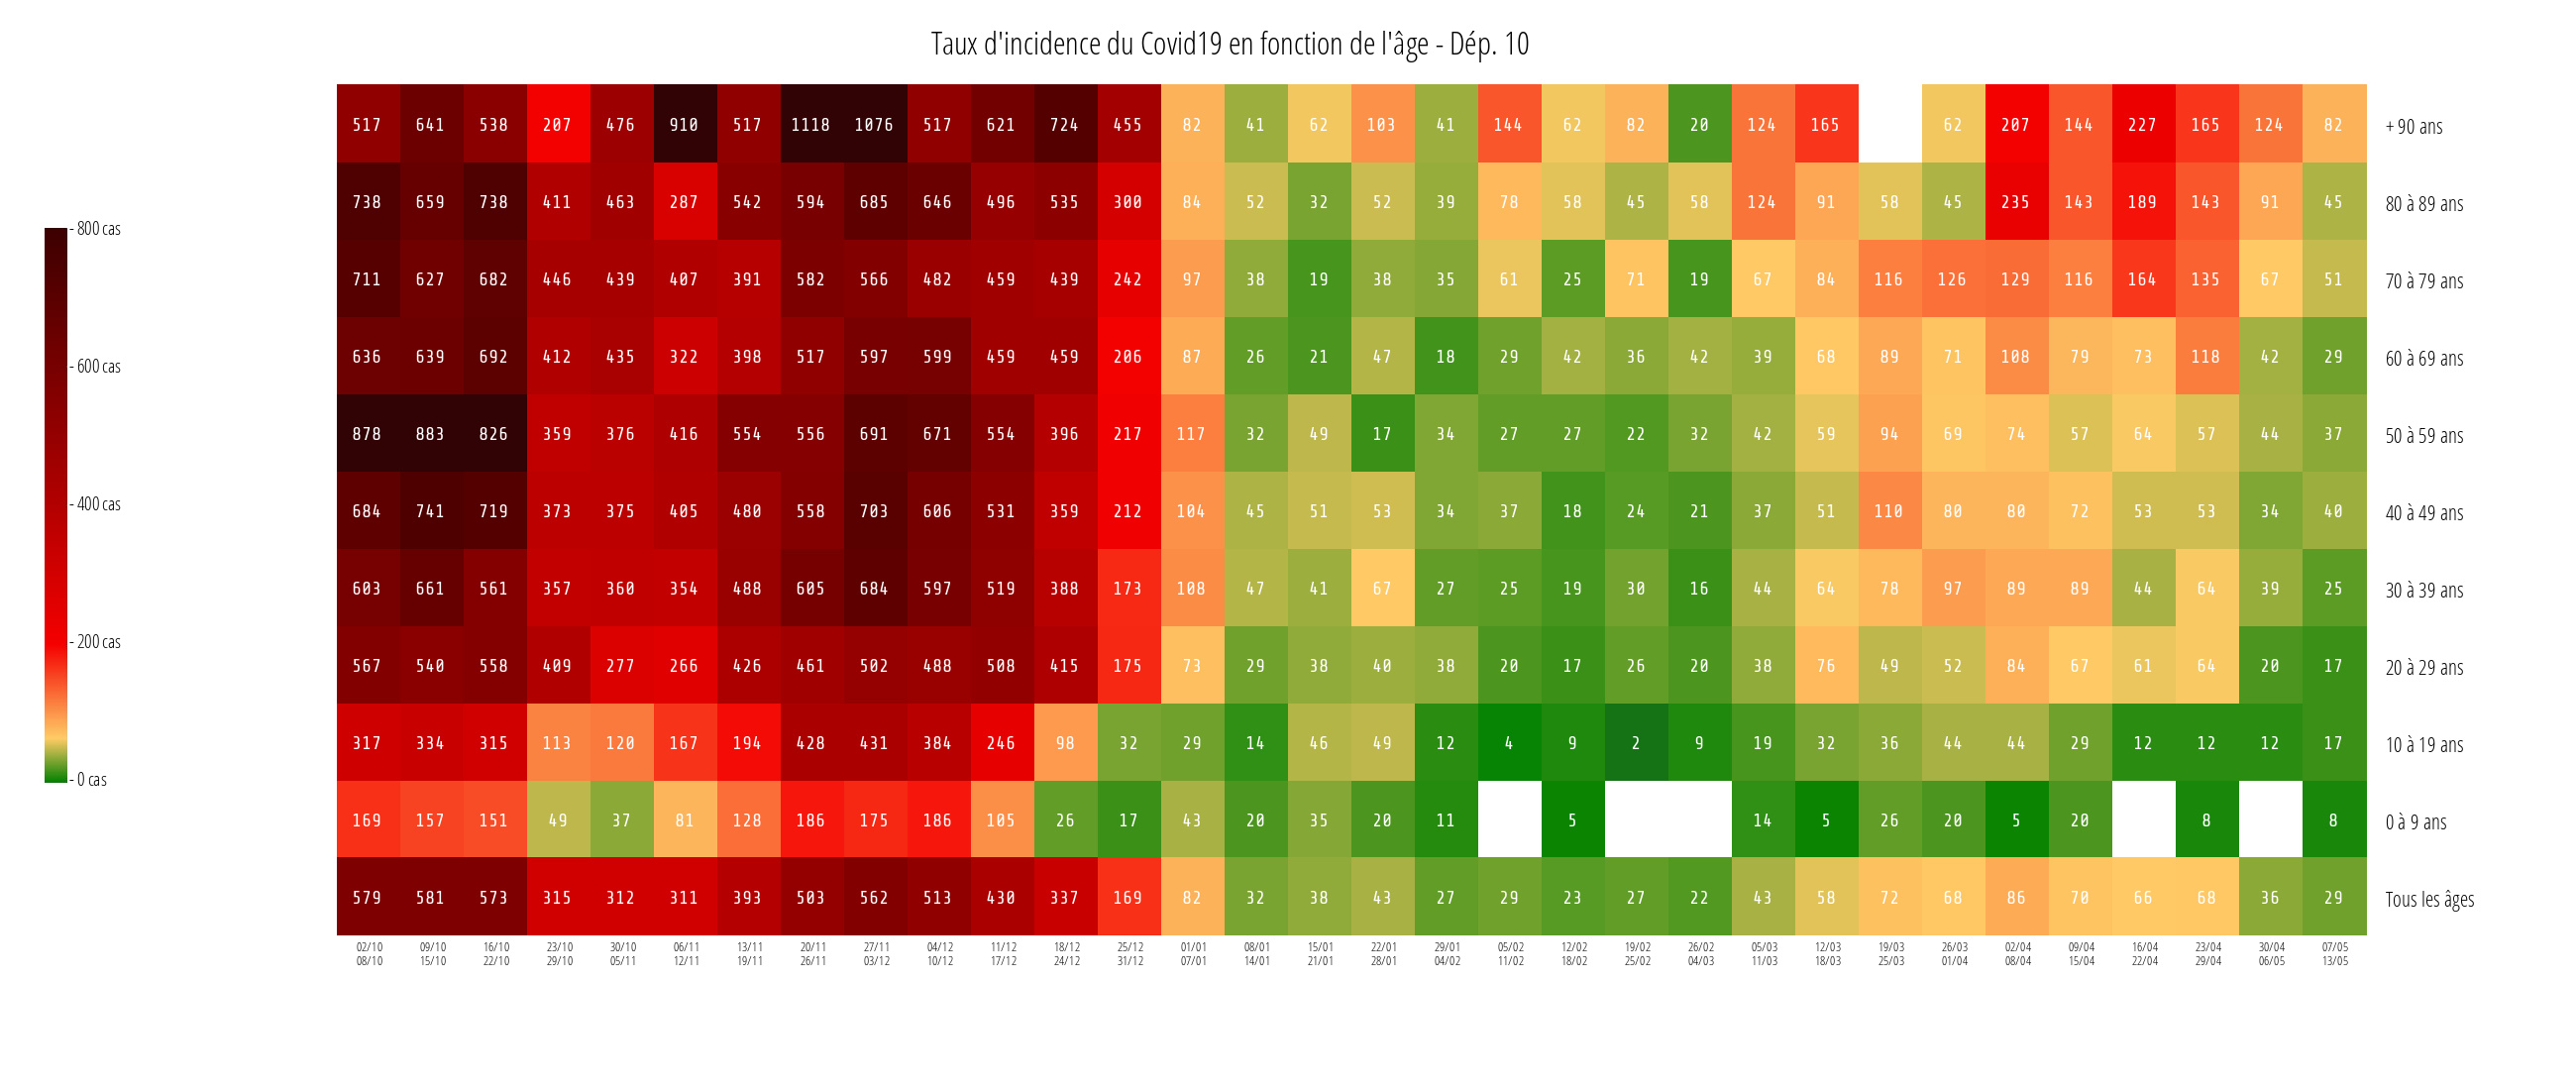 Taux d'incidence du Covid19 en fonction de l'âge - Dép. 10
- 800 cas
- 600 cas
- 400 cas
- 200 cas
- 0 cas
517 641 538 207 476 910 517 1118 1076 517 621 724 455 82 41 62 103 41 144 62 82 20 124 165 62 207 144 227 165 124 82 + 90 ans
738 659 738 411 463 287 542 594 685 646 496 535 300 84 52 32 52 39 78 58 45 58 124 91 58 45 235 143 189 143 91 45 80 à 89 ans
711 627 682 446 439 407 391 582 566 482 459 439 242 97 38 19 38 35 61 25 71 19 67 84 116 126 129 116 164 135 67 51 70 à 79 ans
636 639 692 412 435 322 398 517 597 599 459 459 206 87 26 21 47 18 29 42 36 42 39 68 89 71 108 79 73 118 42 29 60 à 69 ans
878 883 826 359 376 416 554 556 691 671 554 396 217 117 32 49 17 34 27 27 22 32 42 59 94 69 74 57 64 57 44 37 50 à 59 ans
684 741 719 373 375 405 480 558 703 606 531 359 212 104 45 51 53 34 37 18 24 21 37 51 110 80 80 72 53 53 34 40 40 à 49 ans
603 661 561 357 360 354 488 605 684 597 519 388 173 108 47 41 67 27 25 19 30 16 44 64 78 97 89 89 44 64 39 25 30 à 39 ans
567 540 558 409 277 266 426 461 502 488 508 415 175 73 29 38 40 38 20 17 26 20 38 76 49 52 84 67 61 64 20 17 20 à 29 ans
317 334 315 113 120 167 194 428 431 384 246 98 32 29 14 46 49 12 4 9 2 9 19 32 36 44 44 29 12 12 12 17 10 à 19 ans
169 157 151 49 37 81 128 186 175 186 105 26 17 43 20 35 20 11 5 14 5 26 20 5 20 8 8 0 à 9 ans
579 581 573 315 312 311 393 503 562 513 430 337 169 82 32 38 43 27 29 23 27 22 43 58 72 68 86 70 66 68 36 29 Tous les âges
02/10 09/10 16/10 23/10 30/10 06/11 13/11 20/11 27/11 04/12 11/12 18/12 25/12 01/01 08/01 15/01 22/01 29/01 05/02 12/02 19/02 26/02 05/03 12/03 19/03 26/03 02/04 09/04 16/04 23/04 30/04 07/05
08/10 15/10 22/10 29/10 05/11 12/11 19/11 26/11 03/12 10/12 17/12 24/12 31/12 07/01 14/01 21/01 28/01 04/02 11/02 18/02 25/02 04/03 11/03 18/03 25/03 01/04 08/04 15/04 22/04 29/04 06/05 13/05